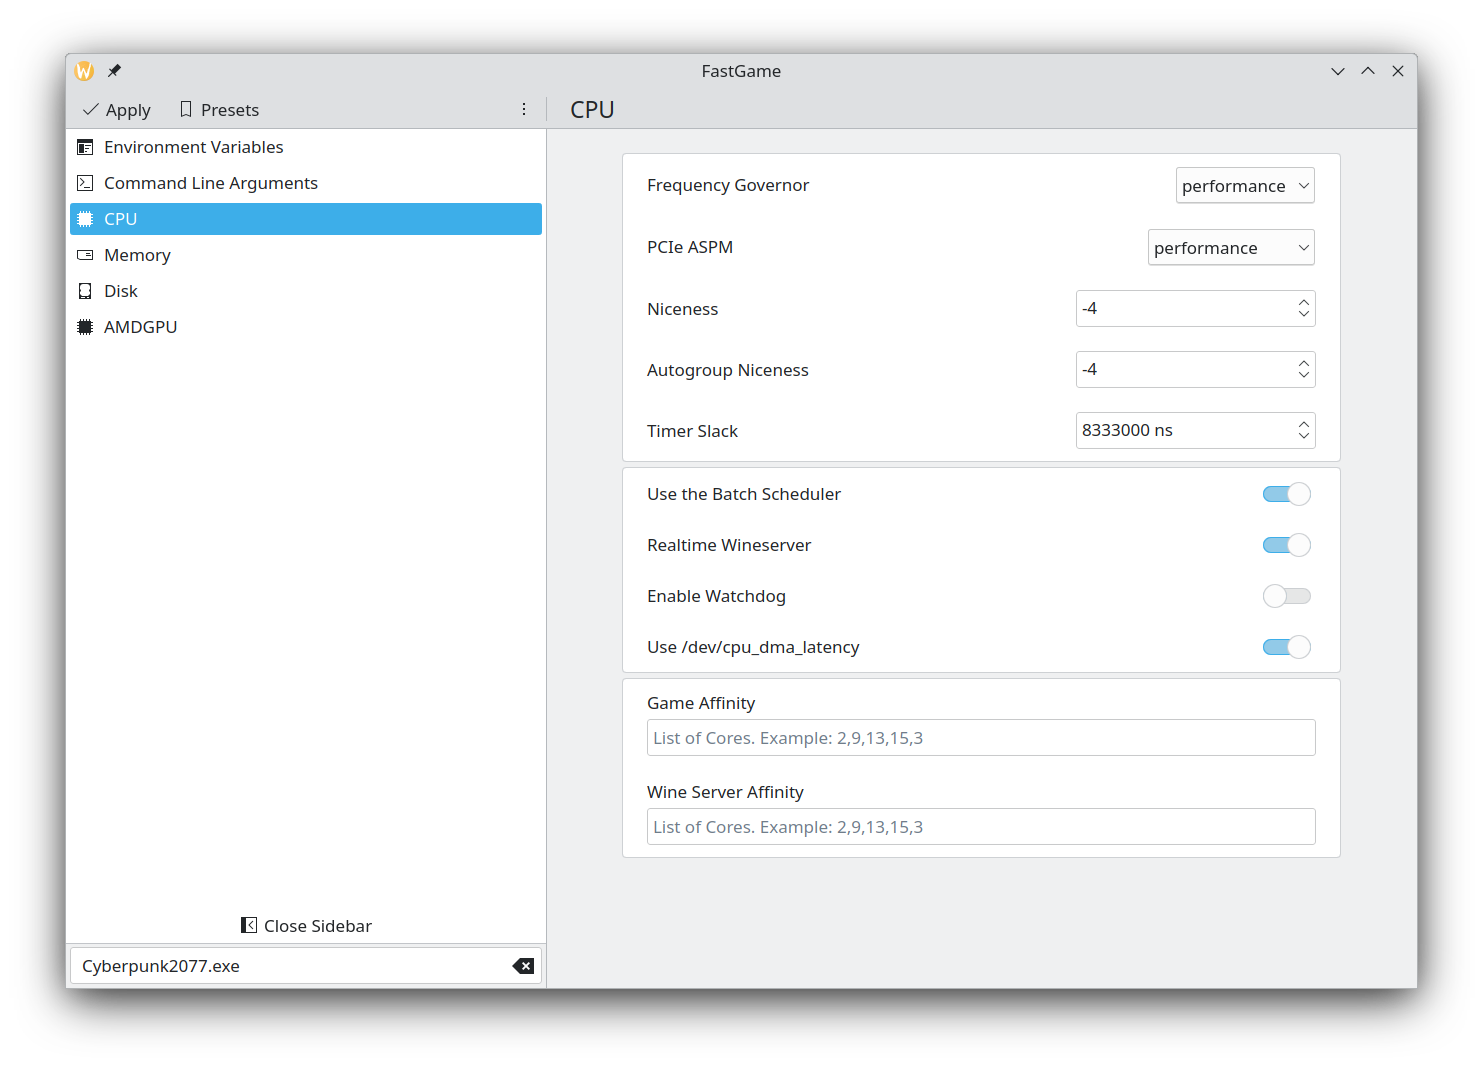 FastGame
Apply Presets
CPU
Environment Variables
Command Line Arguments
CPU
Memory
Disk
AMDGPU
Close Sidebar
Cyberpunk2077.exe
Frequency Governor performance
PCIe ASPM performance
Niceness -4
Autogroup Niceness -4
Timer Slack 8333000 ns
Use the Batch Scheduler
Realtime Wineserver
Enable Watchdog
Use /dev/cpu_dma_latency
Game Affinity
List of Cores. Example: 2,9,13,15,3
Wine Server Affinity
List of Cores. Example: 2,9,13,15,3